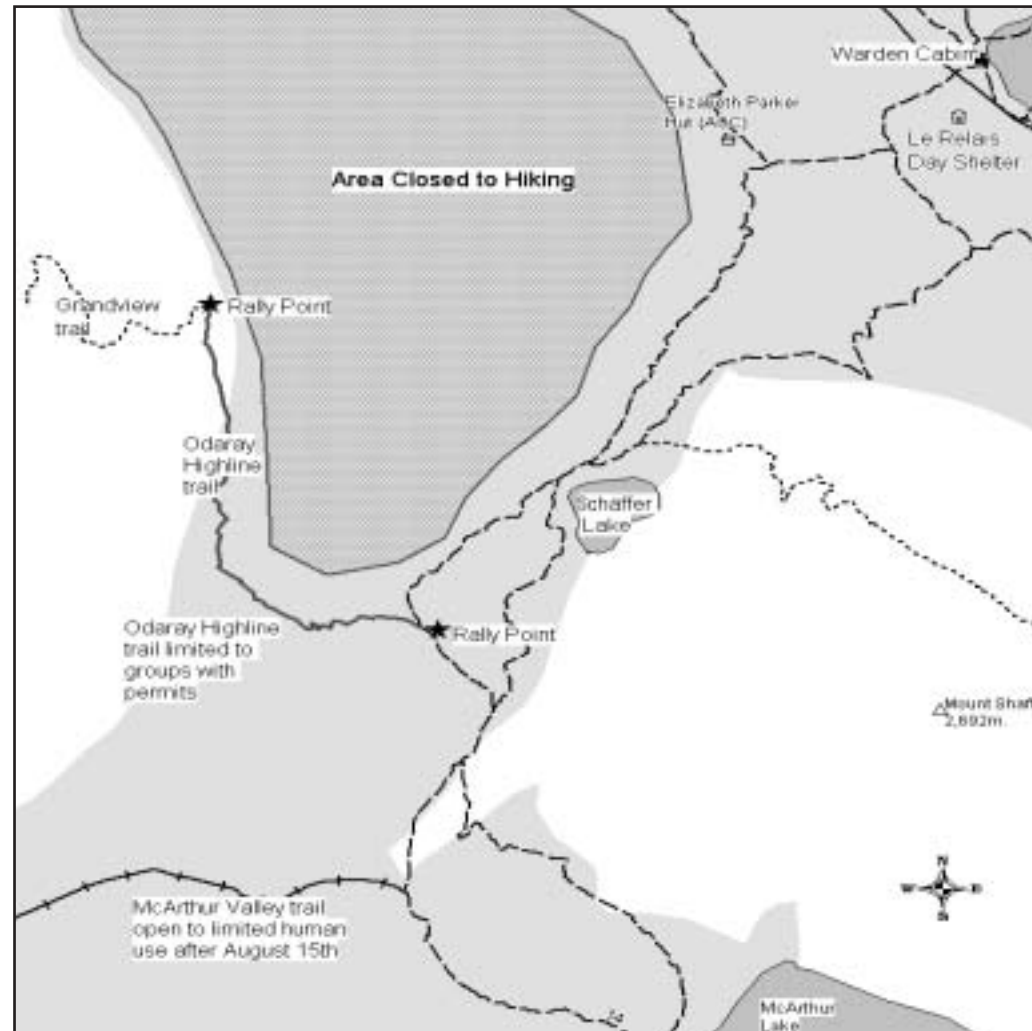 Warden Cabin
Elizabeth Parker
Hut (ACC)
Le Relais
Day Shelter
Area Closed to Hiking
Grandview
trail
Rally Point
Odaray
Highline
trail
Schaffer
Lake
Odaray Highline
trail limited to
groups with
permits
Rally Point
Mount Shaf
2,692m.
N
W E
S
McArthur Valley trail
open to limited human
use after August 15th
McArthur
Lake